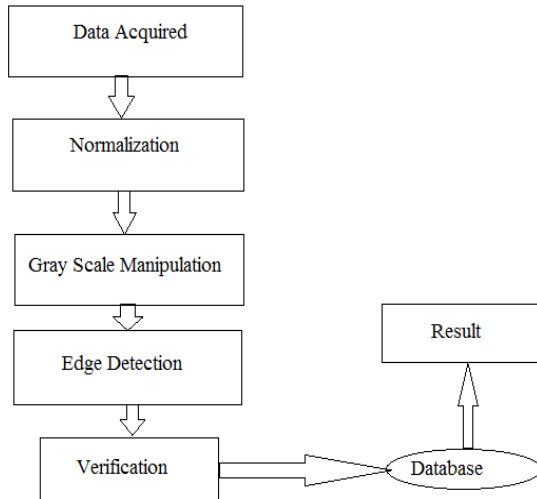 Data Acquired
Normalization
Gray Scale Manipulation
Edge Detection
Result
Verification
Database